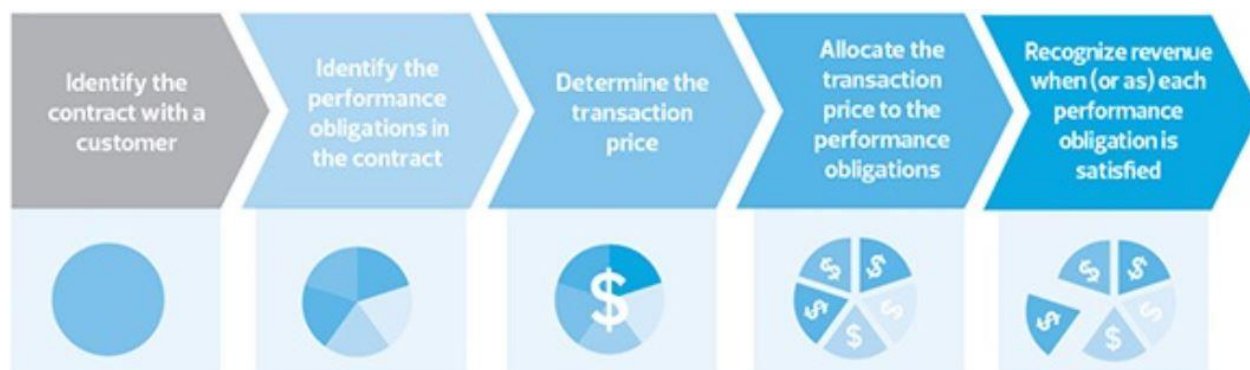 Identify the
contract with a
customer
Identify the
performance
obligations in
the contract
Determine the
transaction
price
Allocate the
transaction
price to the
performance
obligations
Recognize revenue
when (or as) each
performance
obligation is
satisfied
$
$
$
$
$
$
$
$
$
$
$